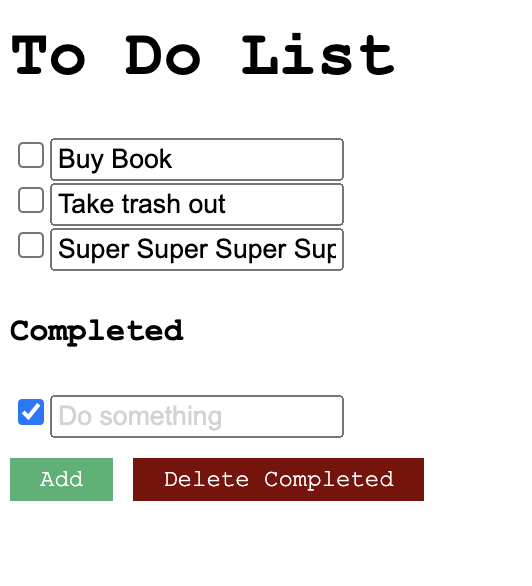 To Do List
Buy Book
Take trash out
Super Super Super Sup
Completed
Do something
Add Delete Completed